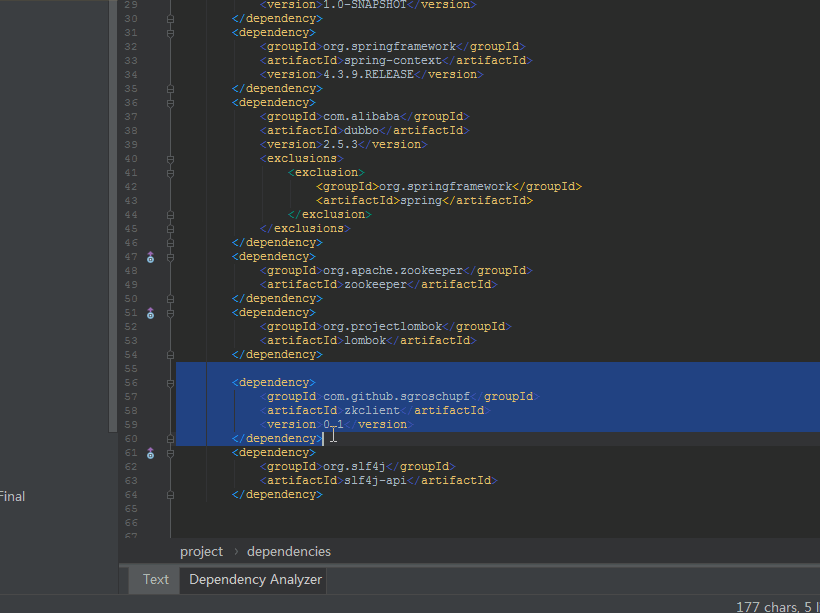 29 <version>1.0-SNAPSHOT</version>
30 </dependency>
31 <dependency>
32 <groupId>org.springframework</groupId>
33 <artifactId>spring-context</artifactId>
34 <version>4.3.9.RELEASE</version>
35 </dependency>
36 <dependency>
37 <groupId>com.alibaba</groupId>
38 <artifactId>dubbo</artifactId>
39 <version>2.5.3</version>
40 <exclusions>
41 <exclusion>
42 <groupId>org.springframework</groupId>
43 <artifactId>spring</artifactId>
44 </exclusion>
45 </exclusions>
46 </dependency>
47 <dependency>
48 <groupId>org.apache.zookeeper</groupId>
49 <artifactId>zookeeper</artifactId>
50 </dependency>
51 <dependency>
52 <groupId>org.projectlombok</groupId>
53 <artifactId>lombok</artifactId>
54 </dependency>
55
56 <dependency>
57 <groupId>com.github.sgroschupf</groupId>
58 <artifactId>zkclient</artifactId>
59 <version>0.1</version>
60 </dependency>
61 <dependency>
62 <groupId>org.slf4j</groupId>
63 <artifactId>slf4j-api</artifactId>
64 </dependency>
65
66
67
Final
project › dependencies
Text Dependency Analyzer
177 chars, 5